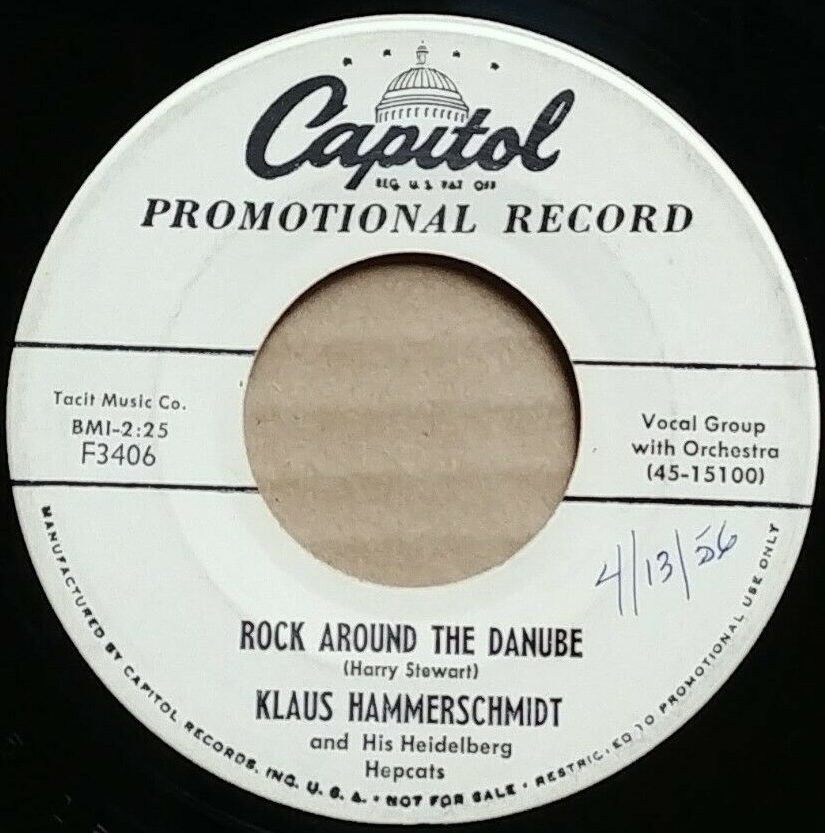 Capitol
REG. U.S. PAT. OFF.
PROMOTIONAL RECORD
Tacit Music Co.
BMI-2:25
F3406
Vocal Group
with Orchestra
(45-15100)
4/13/56
ROCK AROUND THE DANUBE
(Harry Stewart)
KLAUS HAMMERSCHMIDT
and His Heidelberg
Hepcats
MANUFACTURED BY CAPITOL RECORDS, INC. U. S. A. • NOT FOR SALE • RESTRICTED TO PROMOTIONAL USE ONLY